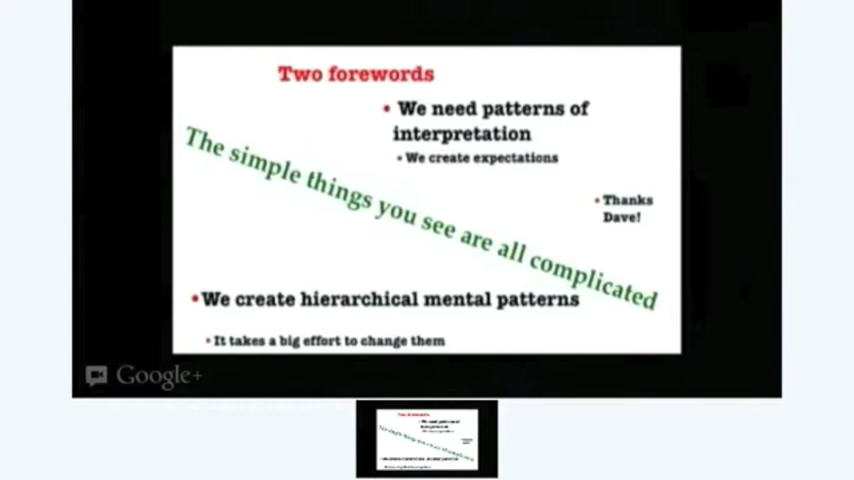 Two forewords
• We need patterns of
interpretation
• We create expectations
The simple things you see are all complicated
• Thanks
Dave!
• We create hierarchical mental patterns
• It takes a big effort to change them
Google+